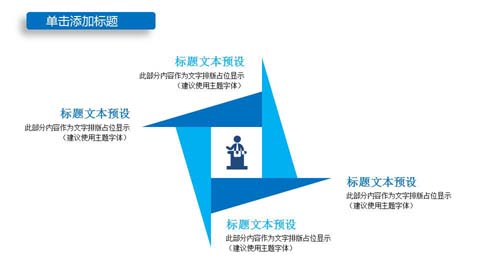 单击添加标题
标题文本预设
此部分内容作为文字排版占位显示
（建议使用主题字体）
标题文本预设
此部分内容作为文字排版占位显示
（建议使用主题字体）
标题文本预设
此部分内容作为文字排版占位显示
（建议使用主题字体）
标题文本预设
此部分内容作为文字排版占位显示
（建议使用主题字体）